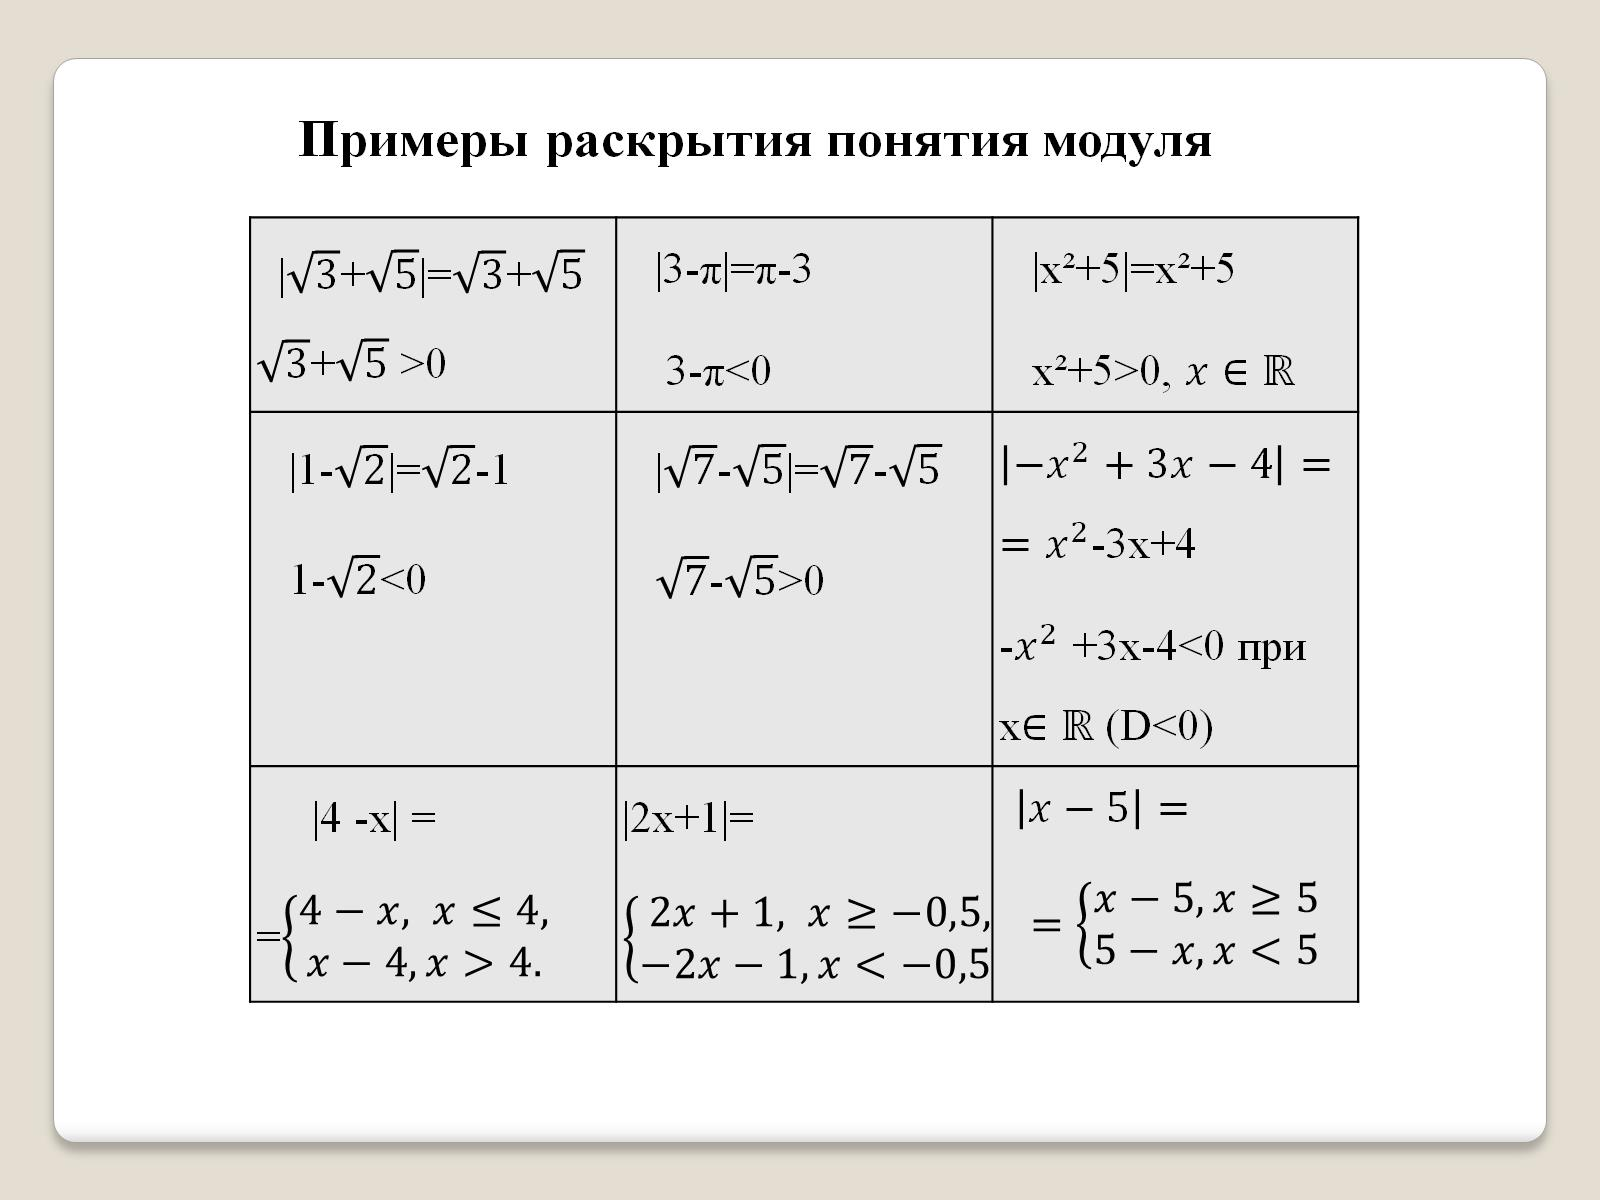 Примеры раскрытия понятия модуля
|√3+√5|=√3+√5
√3+√5 >0
|3-π|=π-3
3-π<0
|x²+5|=x²+5
x²+5>0, 𝑥 ∈ ℝ
|1-√2|=√2-1
1-√2<0
|√7-√5|=√7-√5
√7-√5>0
|−𝑥² + 3𝑥 − 4| =
= 𝑥²-3x+4
-𝑥² +3x-4<0 при
x∈ ℝ (D<0)
|4 -x| =
={4 − 𝑥, 𝑥 ≤ 4,
𝑥 − 4, 𝑥 > 4.
|2x+1|=
{2𝑥 + 1, 𝑥 ≥ −0,5,
−2𝑥 − 1, 𝑥 < −0,5
|𝑥 − 5| =
= {𝑥 − 5, 𝑥 ≥ 5
5 − 𝑥, 𝑥 < 5